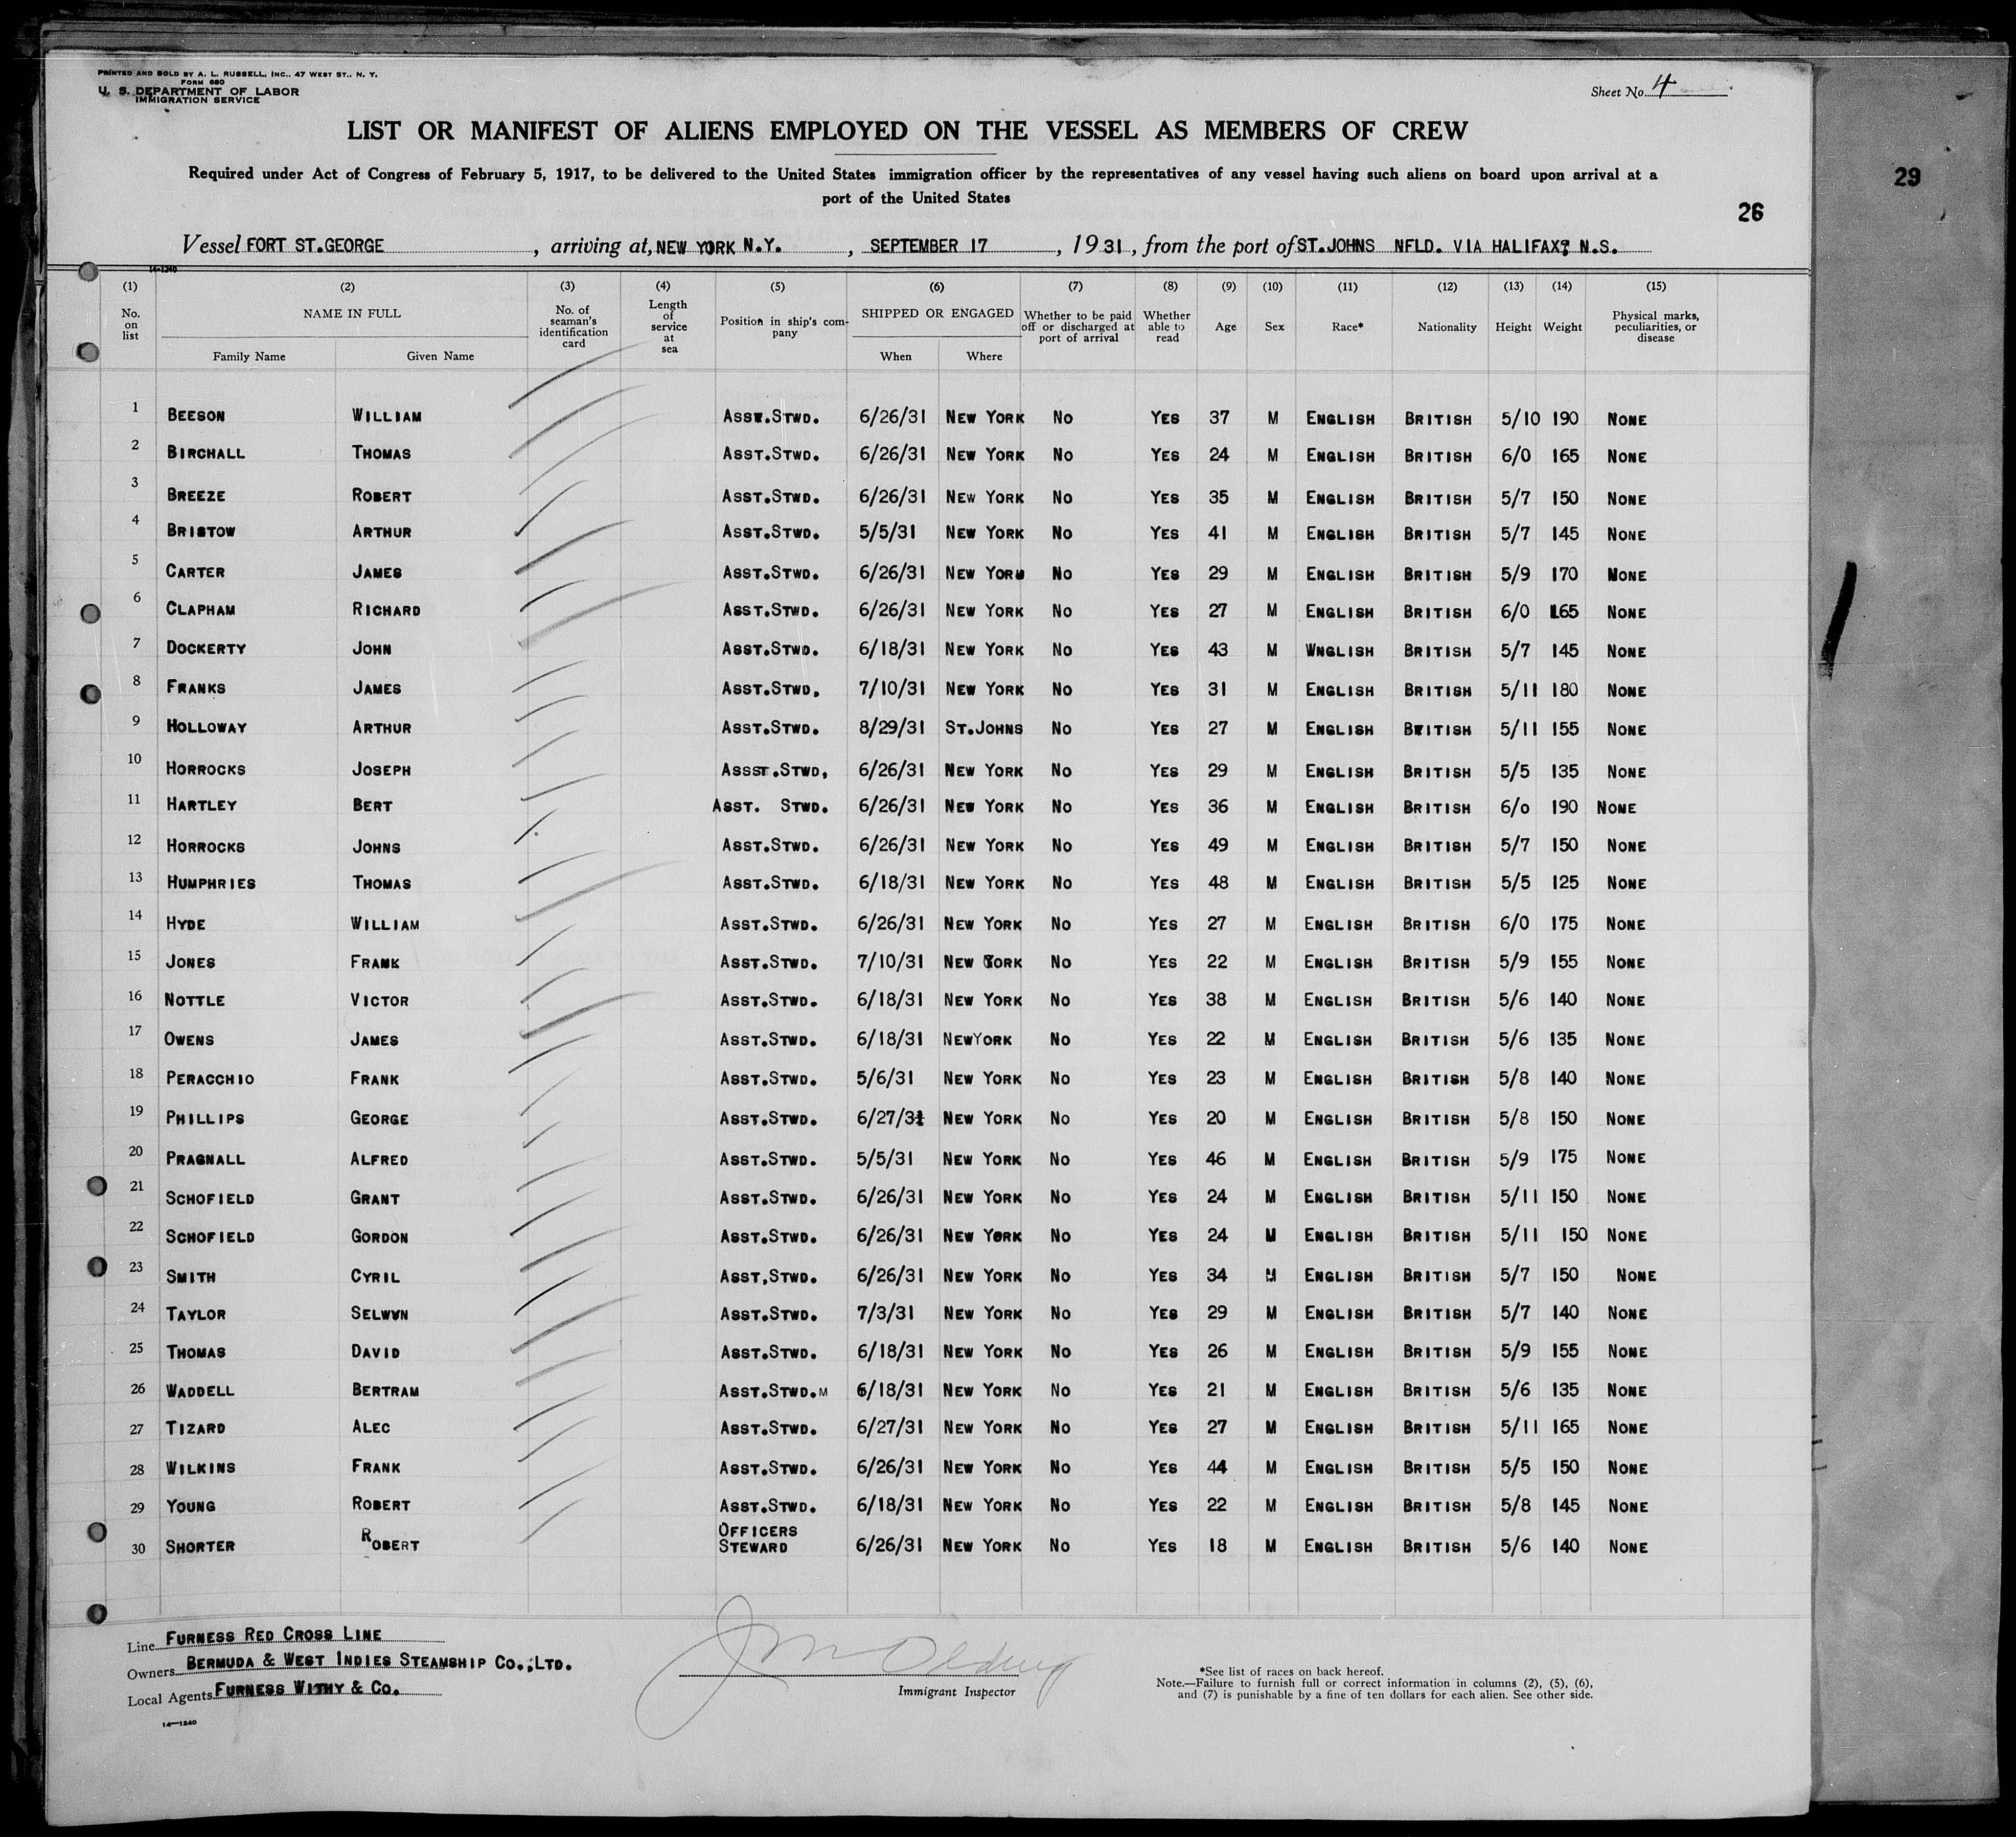 PRINTED AND SOLD BY A. L. RUSSELL, INC., 47 WEST ST., N. Y.
FORM 680
U. S. DEPARTMENT OF LABOR
IMMIGRATION SERVICE
Sheet No. 4
LIST OR MANIFEST OF ALIENS EMPLOYED ON THE VESSEL AS MEMBERS OF CREW
Required under Act of Congress of February 5, 1917, to be delivered to the United States immigration officer by the representatives of any vessel having such aliens on board upon arrival at a
port of the United States
29
26
Vessel FORT ST.GEORGE, arriving at, NEW YORK N.Y., SEPTEMBER 17, 1931, from the port of ST.JOHNS NFLD. VIA HALIFAX, N.S.
14-1240
(1) (2) (3) (4) (5) (6) (7) (8) (9) (10) (11) (12) (13) (14) (15)
No. on list NAME IN FULL No. of seaman's identification card Length of service at sea Position in ship's company SHIPPED OR ENGAGED Whether to be paid off or discharged at port of arrival Whether able to read Age Sex Race* Nationality Height Weight Physical marks, peculiarities, or disease
Family Name Given Name When Where
1 BEESON WILLIAM ASST.STWD. 6/26/31 NEW YORK NO YES 37 M ENGLISH BRITISH 5/10 190 NONE
2 BIRCHALL THOMAS ASST.STWD. 6/26/31 NEW YORK NO YES 24 M ENGLISH BRITISH 6/0 165 NONE
3 BREEZE ROBERT ASST.STWD. 6/26/31 NEW YORK NO YES 35 M ENGLISH BRITISH 5/7 150 NONE
4 BRISTOW ARTHUR ASST.STWD. 5/5/31 NEW YORK NO YES 41 M ENGLISH BRITISH 5/7 145 NONE
5 CARTER JAMES ASST.STWD. 6/26/31 NEW YORK NO YES 29 M ENGLISH BRITISH 5/9 170 NONE
6 CLAPHAM RICHARD ASST.STWD. 6/26/31 NEW YORK NO YES 27 M ENGLISH BRITISH 6/0 165 NONE
7 DOCKERTY JOHN ASST.STWD. 6/18/31 NEW YORK NO YES 43 M WNGLISH BRITISH 5/7 145 NONE
8 FRANKS JAMES ASST.STWD. 7/10/31 NEW YORK NO YES 31 M ENGLISH BRITISH 5/11 180 NONE
9 HOLLOWAY ARTHUR ASST.STWD. 8/29/31 ST.JOHNS NO YES 27 M ENGLISH BRITISH 5/11 155 NONE
10 HORROCKS JOSEPH ASSST.STWD, 6/26/31 NEW YORK NO YES 29 M ENGLISH BRITISH 5/5 135 NONE
11 HARTLEY BERT ASST. STWD. 6/26/31 NEW YORK NO YES 36 M ENGLISH BRITISH 6/o 190 NONE
12 HORROCKS JOHNS ASST.STWD. 6/26/31 NEW YORK NO YES 49 M ENGLISH BRITISH 5/7 150 NONE
13 HUMPHRIES THOMAS ASST.STWD. 6/18/31 NEW YORK NO YES 48 M ENGLISH BRITISH 5/5 125 NONE
14 HYDE WILLIAM ASST.STWD. 6/26/31 NEW YORK NO YES 27 M ENGLISH BRITISH 6/0 175 NONE
15 JONES FRANK ASST.STWD. 7/10/31 NEW YORK NO YES 22 M ENGLISH BRITISH 5/9 155 NONE
16 NOTTLE VICTOR ASST.STWD. 6/18/31 NEW YORK NO YES 38 M ENGLISH BRITISH 5/6 140 NONE
17 OWENS JAMES ASST.STWD. 6/18/31 NEWYORK NO YES 22 M ENGLISH BRITISH 5/6 135 NONE
18 PERACCHIO FRANK ASST.STWD. 5/6/31 NEW YORK NO YES 23 M ENGLISH BRITISH 5/8 140 NONE
19 PHILLIPS GEORGE ASST.STWD. 6/27/31 NEW YORK NO YES 20 M ENGLISH BRITISH 5/8 150 NONE
20 PRAGNALL ALFRED ASST.STWD. 5/5/31 NEW YORK NO YES 46 M ENGLISH BRITISH 5/9 175 NONE
21 SCHOFIELD GRANT ASST.STWD. 6/26/31 NEW YORK NO YES 24 M ENGLISH BRITISH 5/11 150 NONE
22 SCHOFIELD GORDON ASST.STWD. 6/26/31 NEW YORK NO YES 24 M ENGLISH BRITISH 5/11 150 NONE
23 SMITH CYRIL ASST,STWD. 6/26/31 NEW YORK NO YES 34 M ENGLISH BRITISH 5/7 150 NONE
24 TAYLOR SELWYN ASST.STWD. 7/3/31 NEW YORK NO YES 29 M ENGLISH BRITISH 5/7 140 NONE
25 THOMAS DAVID ASST.STWD. 6/18/31 NEW YORK NO YES 26 M ENGLISH BRITISH 5/9 155 NONE
26 WADDELL BERTRAM ASST.STWD.M 6/18/31 NEW YORK NO YES 21 M ENGLISH BRITISH 5/6 135 NONE
27 TIZARD ALEC ASST.STWD. 6/27/31 NEW YORK NO YES 27 M ENGLISH BRITISH 5/11 165 NONE
28 WILKINS FRANK ASST.STWD. 6/26/31 NEW YORK NO YES 44 M ENGLISH BRITISH 5/5 150 NONE
29 YOUNG ROBERT ASST.STWD. 6/18/31 NEW YORK NO YES 22 M ENGLISH BRITISH 5/8 145 NONE
30 SHORTER ROBERT OFFICERS STEWARD 6/26/31 NEW YORK NO YES 18 M ENGLISH BRITISH 5/6 140 NONE
Line FURNESS RED CROSS LINE
Owners BERMUDA & WEST INDIES STEAMSHIP CO.,LTD.
Local Agents FURNESS WITHY & CO.
14-1240
Immigrant Inspector
*See list of races on back hereof.
Note.—Failure to furnish full or correct information in columns (2), (5), (6),
and (7) is punishable by a fine of ten dollars for each alien. See other side.